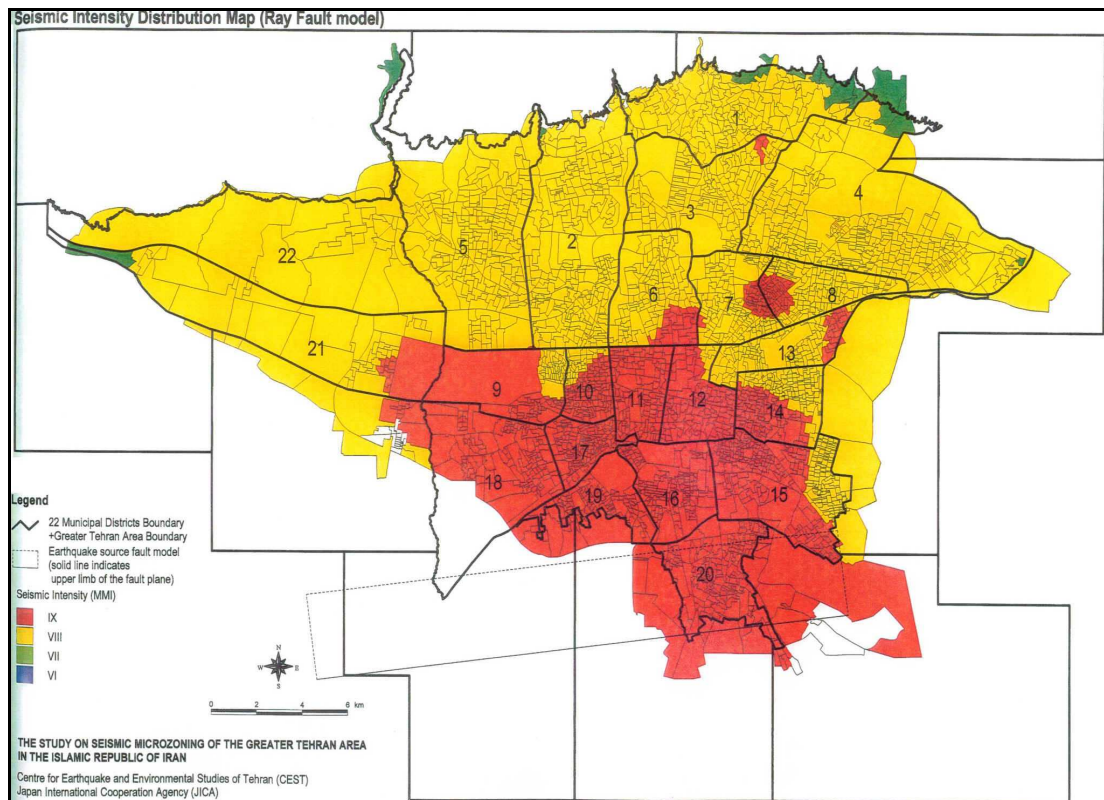 Seismic Intensity Distribution Map (Ray Fault model)
1
4
3
2
5
22
6
7
8
21
13
9
10
11
12
14
17
18
19
16
15
20
Legend
22 Municipal Districts Boundary
+Greater Tehran Area Boundary
Earthquake source fault model
(solid line indicates
upper limb of the fault plane)
Seismic Intensity (MMI)
IX
VIII
VII
VI
N
W E
S
0 2 4 6 km
THE STUDY ON SEISMIC MICROZONING OF THE GREATER TEHRAN AREA
IN THE ISLAMIC REPUBLIC OF IRAN
Centre for Earthquake and Environmental Studies of Tehran (CEST)
Japan International Cooperation Agency (JICA)